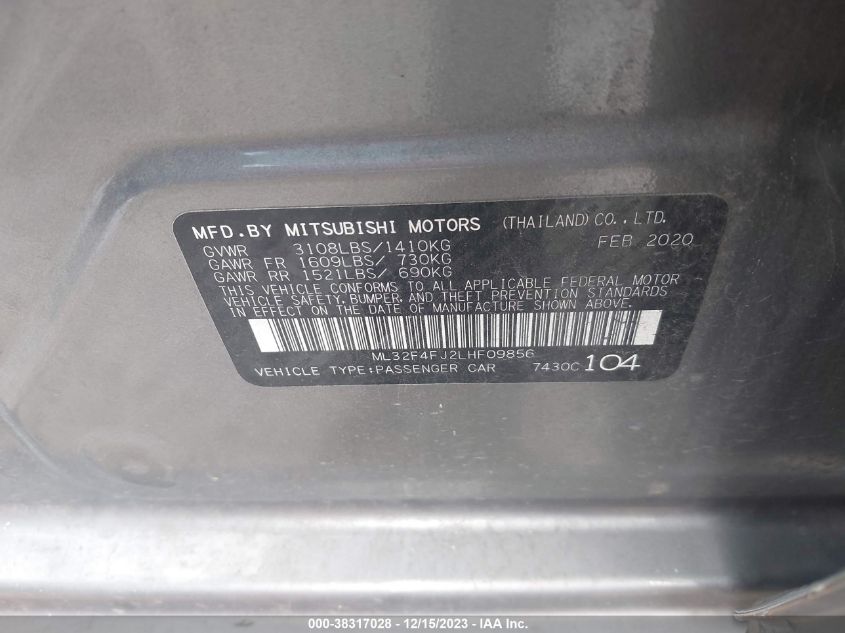 MFD.BY MITSUBISHI MOTORS (THAILAND) CO.,LTD.
GVWR 3108LBS/1410KG FEB 2020
GAWR FR 1609LBS/ 730KG
GAWR RR 1521LBS/ 690KG
THIS VEHICLE CONFORMS TO ALL APPLICABLE FEDERAL MOTOR
VEHICLE SAFETY, BUMPER, AND THEFT PREVENTION STANDARDS
IN EFFECT ON THE DATE OF MANUFACTURE SHOWN ABOVE.
ML32F4FJ2LHF09856
VEHICLE TYPE:PASSENGER CAR 7430C 104
000-38317028 - 12/15/2023 - IAA Inc.